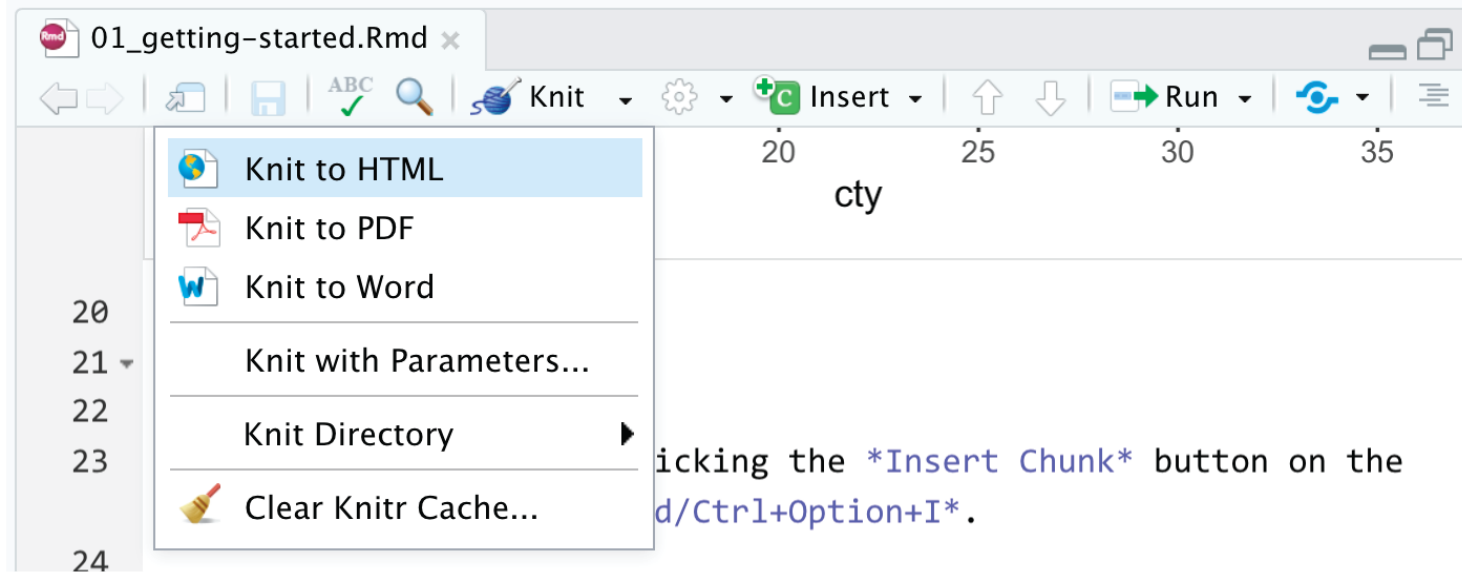 Rmd 01_getting-started.Rmd
ABC Knit C Insert Run
20 25 30 35
cty
Knit to HTML
Knit to PDF
W Knit to Word
Knit with Parameters...
Knit Directory
Clear Knitr Cache...
20
21
22
23 icking the *Insert Chunk* button on the
d/Ctrl+Option+I*.
24